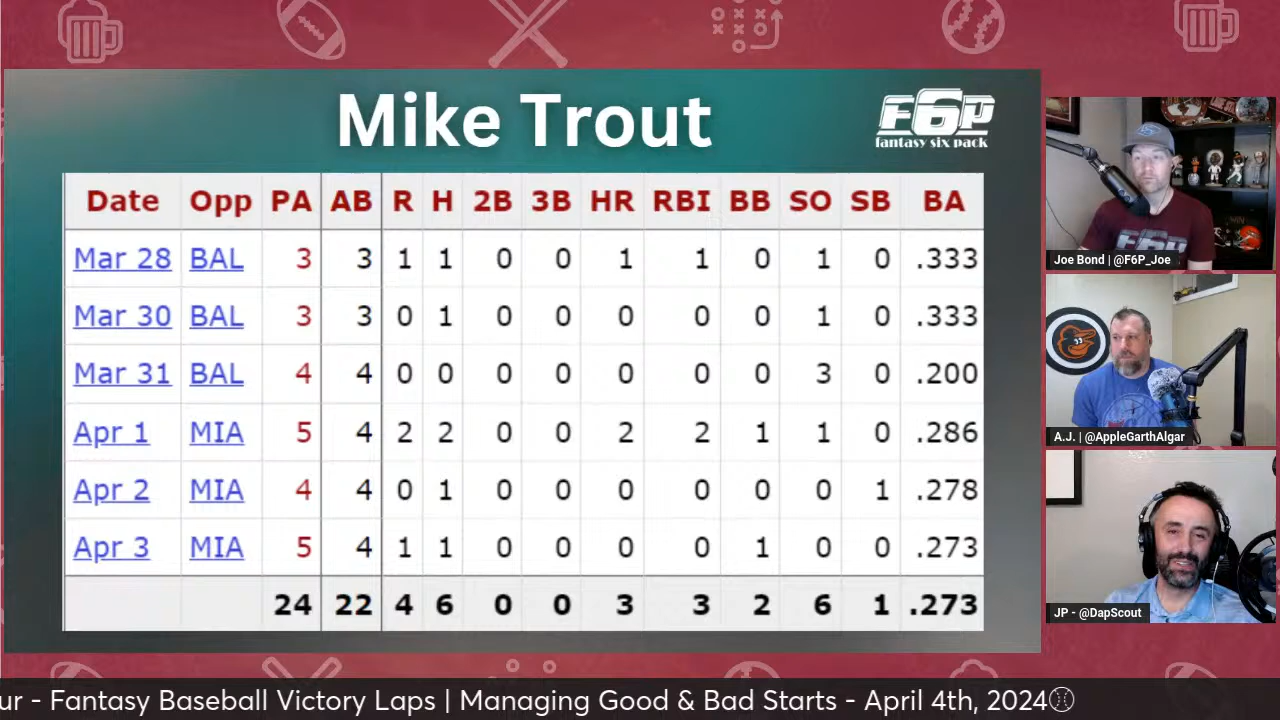 Mike Trout
F6P
fantasy six pack
Date Opp PA AB R H 2B 3B HR RBI BB SO SB BA
Mar 28 BAL 3 3 1 1 0 0 1 1 0 1 0 .333
Mar 30 BAL 3 3 0 1 0 0 0 0 0 1 0 .333
Mar 31 BAL 4 4 0 0 0 0 0 0 0 3 0 .200
Apr 1 MIA 5 4 2 2 0 0 2 2 1 1 0 .286
Apr 2 MIA 4 4 0 1 0 0 0 0 0 0 1 .278
Apr 3 MIA 5 4 1 1 0 0 0 0 1 0 0 .273
24 22 4 6 0 0 3 3 2 6 1 .273
F6P
Joe Bond | @F6P_Joe
A.J. | @AppleGarthAlgar
JP - @DapScout
ur - Fantasy Baseball Victory Laps | Managing Good & Bad Starts - April 4th, 2024